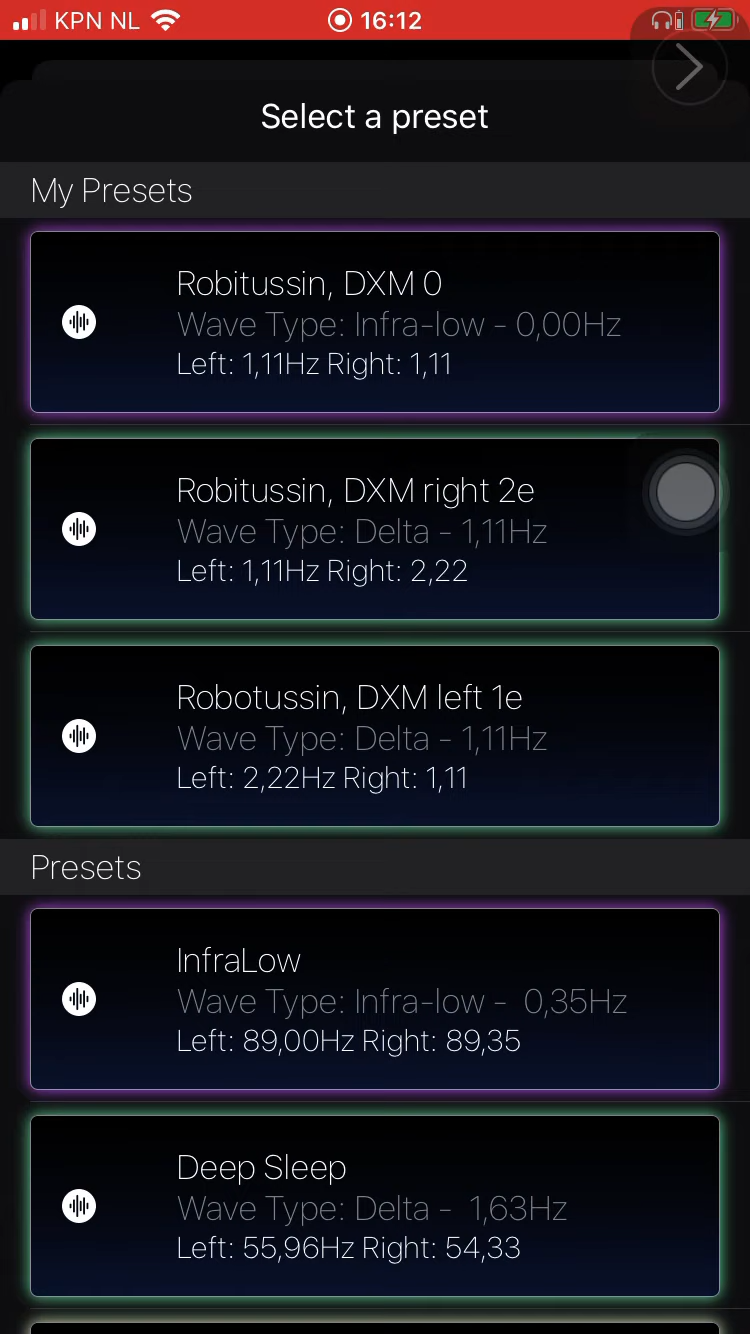 KPN NL 16:12
Select a preset
My Presets
Robitussin, DXM 0
Wave Type: Infra-low - 0,00Hz
Left: 1,11Hz Right: 1,11
Robitussin, DXM right 2e
Wave Type: Delta - 1,11Hz
Left: 1,11Hz Right: 2,22
Robotussin, DXM left 1e
Wave Type: Delta - 1,11Hz
Left: 2,22Hz Right: 1,11
Presets
InfraLow
Wave Type: Infra-low - 0,35Hz
Left: 89,00Hz Right: 89,35
Deep Sleep
Wave Type: Delta - 1,63Hz
Left: 55,96Hz Right: 54,33